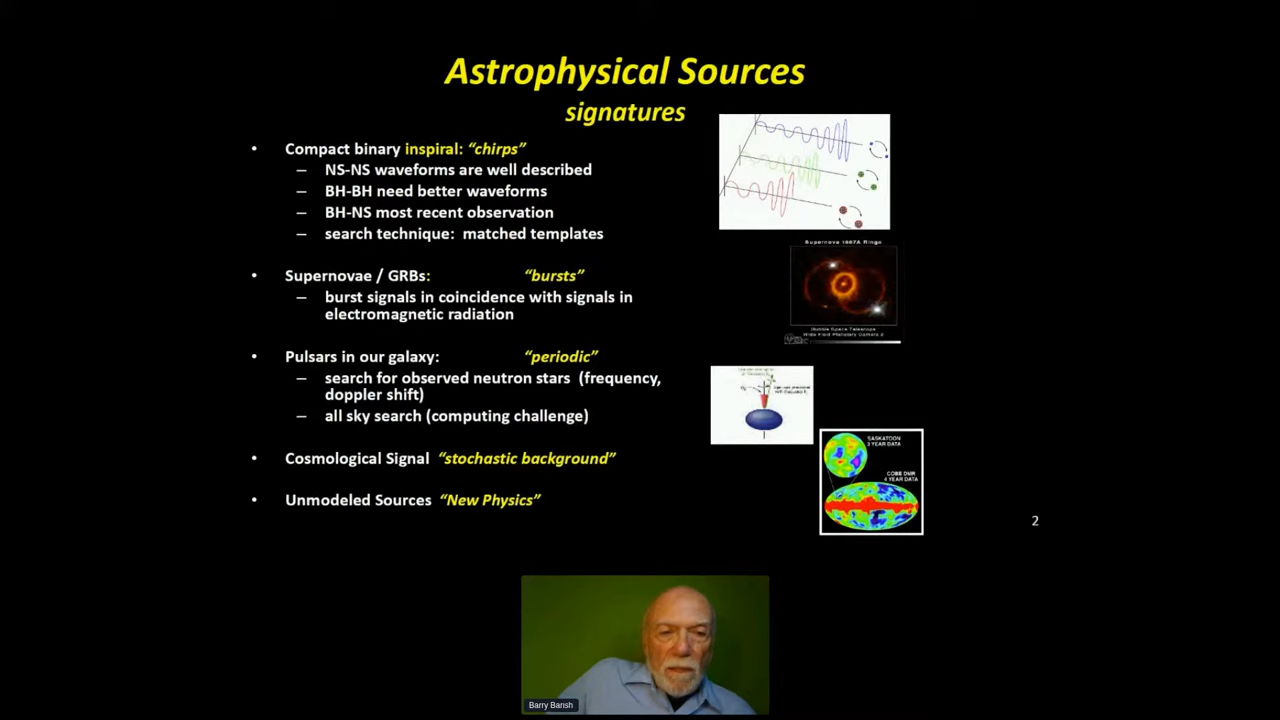 Astrophysical Sources
signatures
• Compact binary inspiral: “chirps”
– NS-NS waveforms are well described
– BH-BH need better waveforms
– BH-NS most recent observation
– search technique: matched templates
• Supernovae / GRBs: “bursts”
– burst signals in coincidence with signals in
electromagnetic radiation
• Pulsars in our galaxy: “periodic”
– search for observed neutron stars (frequency,
doppler shift)
– all sky search (computing challenge)
• Cosmological Signal “stochastic background”
• Unmodeled Sources “New Physics”
Supernova 1987A Rings
Hubble Space Telescope
Wide Field Planetary Camera 2
SASKATOON
3 YEAR DATA
COBE DMR
4 YEAR DATA
2
Barry Barish